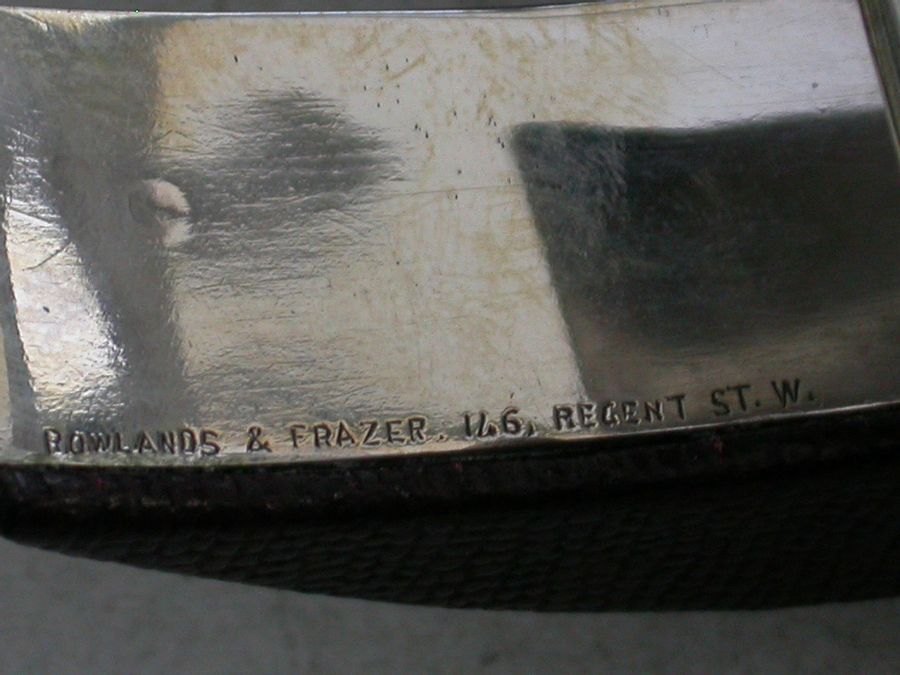 ROWLANDS & FRAZER. 146, REGENT ST. W.